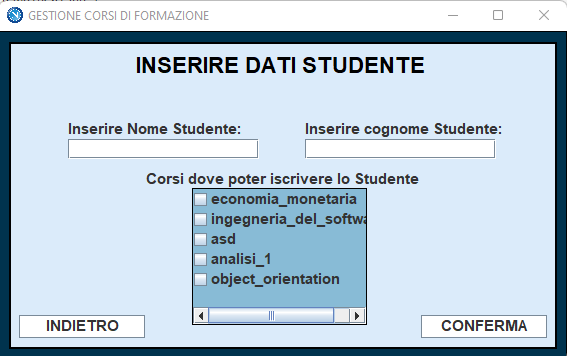 GESTIONE CORSI DI FORMAZIONE
INSERIRE DATI STUDENTE
Inserire Nome Studente: Inserire cognome Studente:
Corsi dove poter iscrivere lo Studente
economia_monetaria
ingegneria_del_softwa
asd
analisi_1
object_orientation
INDIETRO CONFERMA